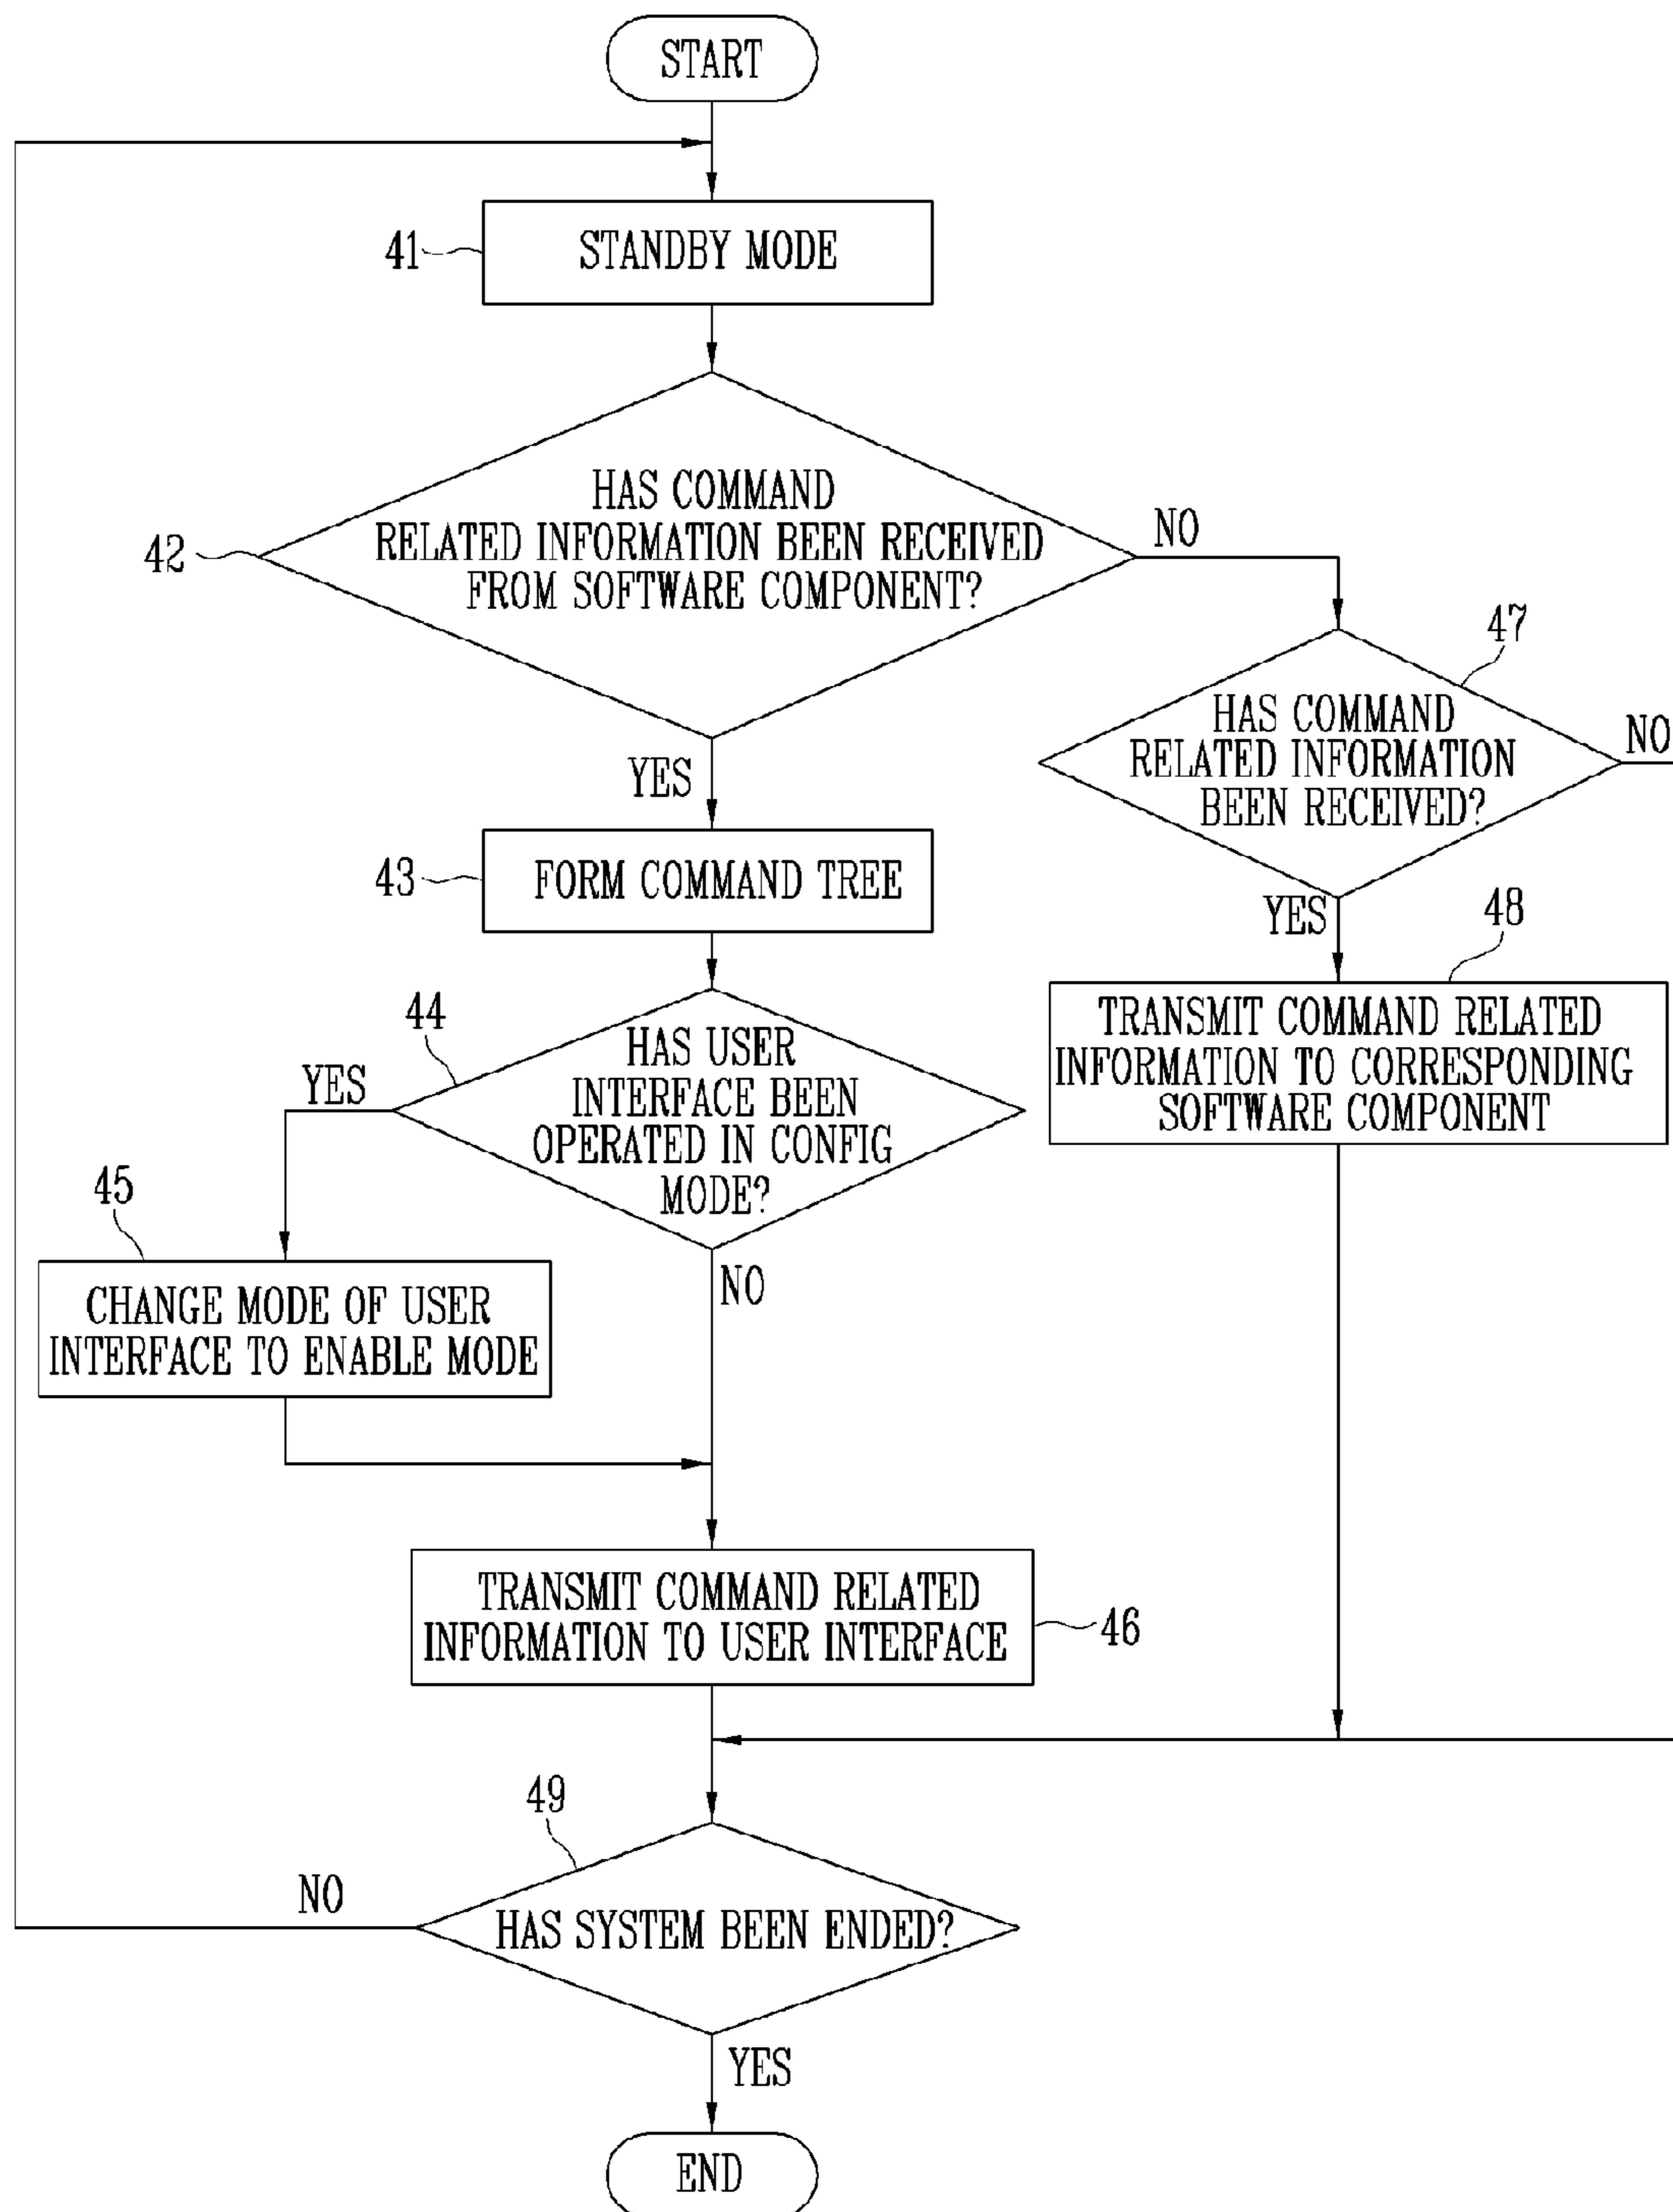 START
41
STANDBY MODE
42
HAS COMMAND
RELATED INFORMATION BEEN RECEIVED
FROM SOFTWARE COMPONENT?
NO
YES
47
HAS COMMAND
RELATED INFORMATION
BEEN RECEIVED?
NO
YES
43
FORM COMMAND TREE
48
TRANSMIT COMMAND RELATED
INFORMATION TO CORRESPONDING
SOFTWARE COMPONENT
44
HAS USER
INTERFACE BEEN
OPERATED IN CONFIG
MODE?
YES
NO
45
CHANGE MODE OF USER
INTERFACE TO ENABLE MODE
TRANSMIT COMMAND RELATED
INFORMATION TO USER INTERFACE
46
49
HAS SYSTEM BEEN ENDED?
NO
YES
END